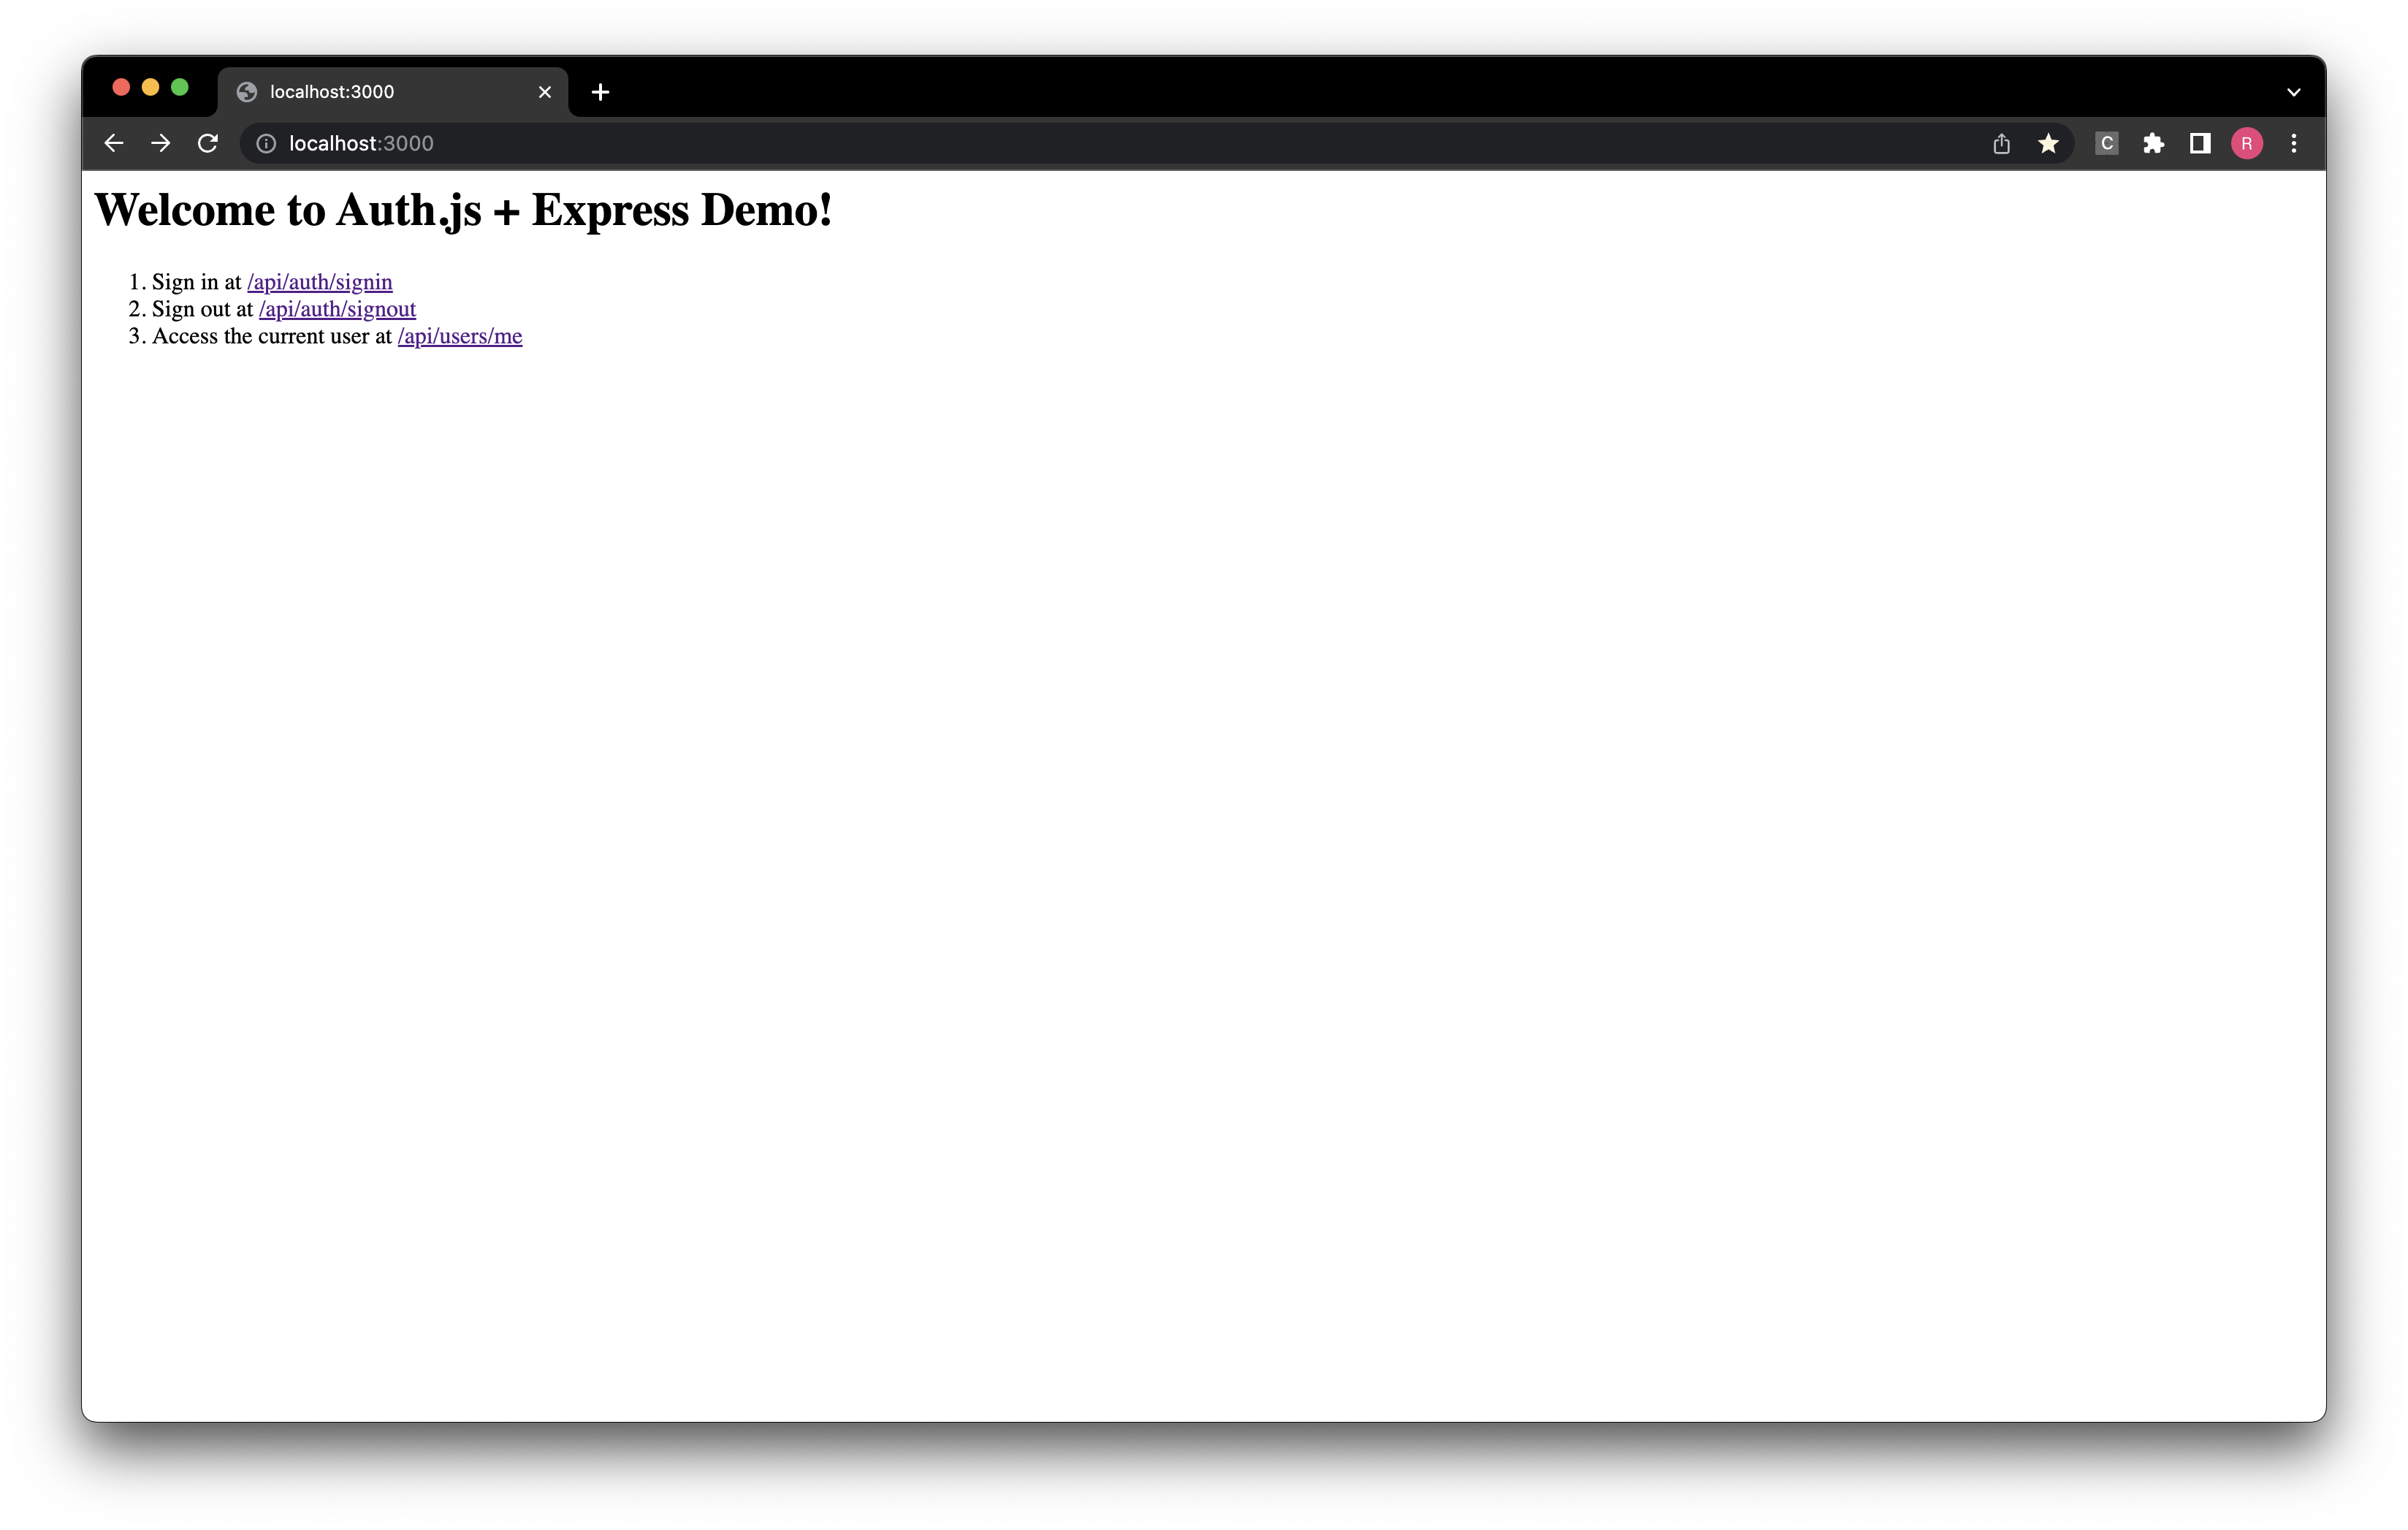 localhost:3000
localhost:3000
C
R
Welcome to Auth.js + Express Demo!
1. Sign in at /api/auth/signin
2. Sign out at /api/auth/signout
3. Access the current user at /api/users/me